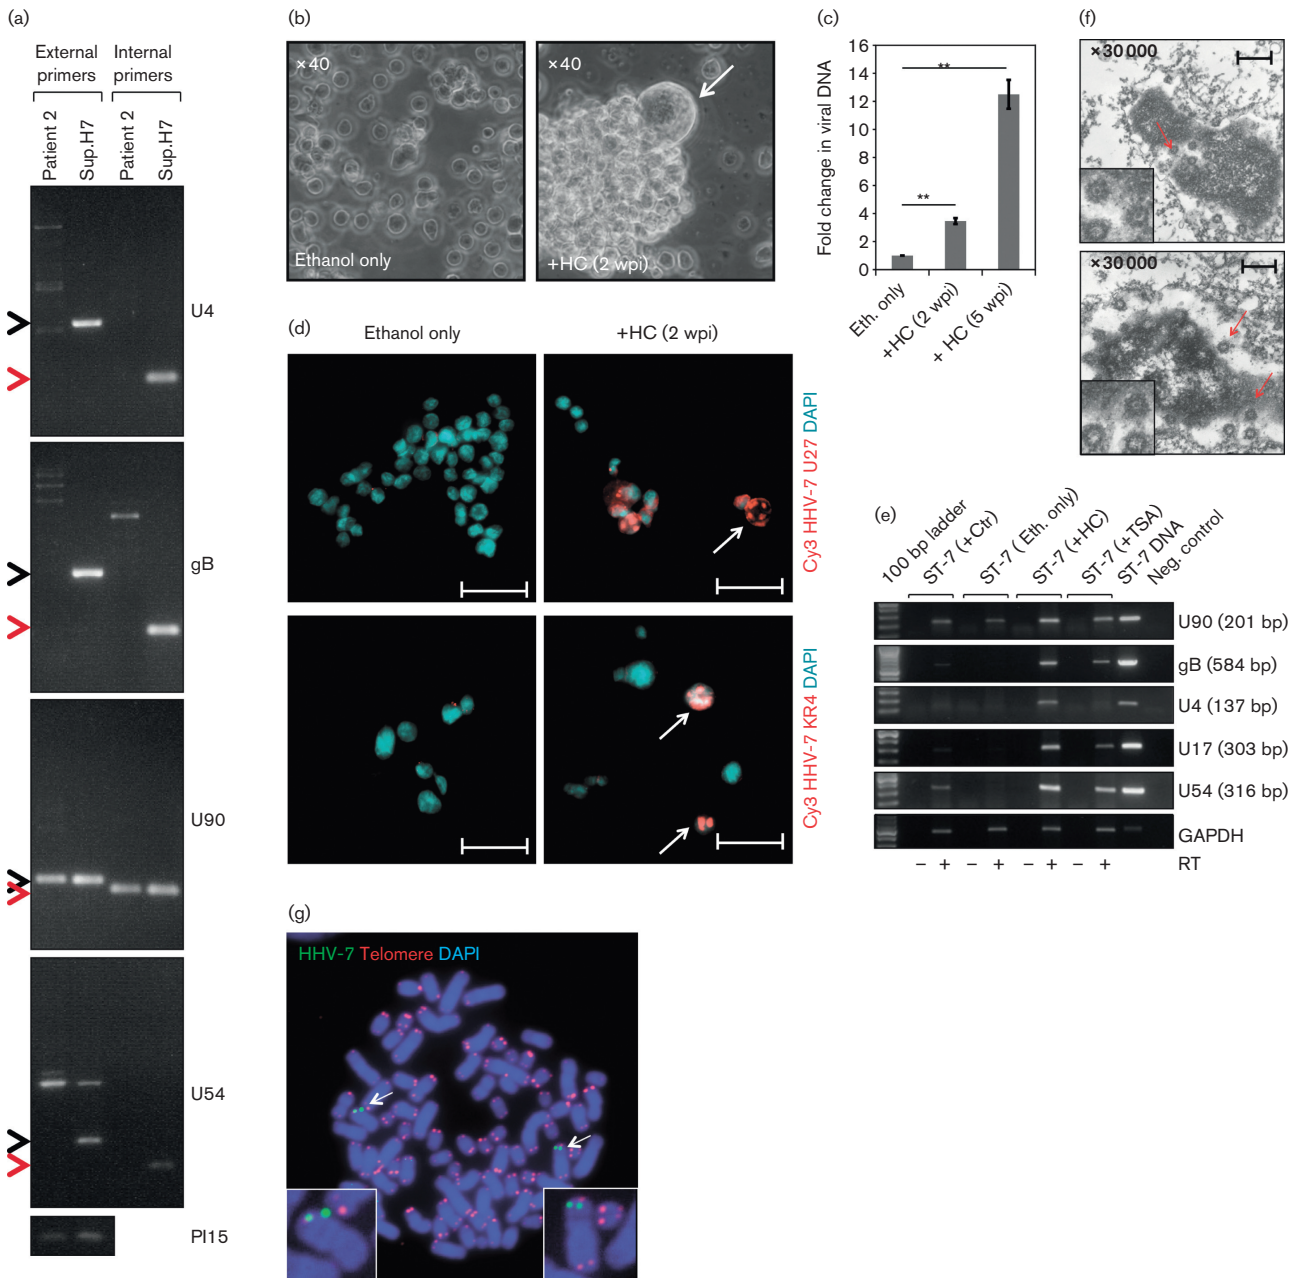 (a)
External primers
Internal primers
Patient 2
Sup.H7
Patient 2
Sup.H7
U4
gB
U90
U54
PI15
(b)
×40
Ethanol only
×40
+HC (2 wpi)
(c)
Fold change in viral DNA
16
14
12
10
8
6
4
2
0
**
**
Eth. only
+HC (2 wpi)
+ HC (5 wpi)
(d)
Ethanol only
+HC (2 wpi)
Cy3 HHV-7 U27 DAPI
Cy3 HHV-7 KR4 DAPI
(e)
100 bp ladder
ST-7 (+Ctr)
ST-7 ( Eth. only)
ST-7 (+HC)
ST-7 (+TSA)
ST-7 DNA
Neg. control
U90 (201 bp)
gB (584 bp)
U4 (137 bp)
U17 (303 bp)
U54 (316 bp)
GAPDH
− + − + − + − + RT
(f)
×30 000
×30 000
(g)
HHV-7 Telomere DAPI